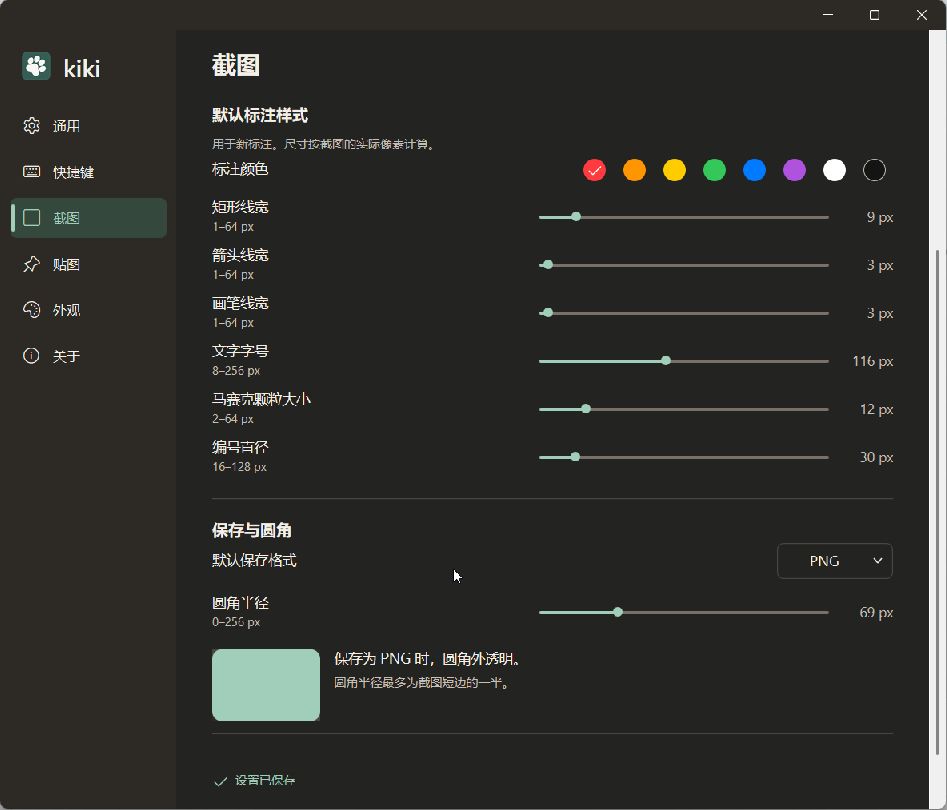 kiki
通用
快捷键
截图
贴图
外观
关于
截图
默认标注样式
用于新标注。尺寸按截图的实际像素计算。
标注颜色
矩形线宽
1–64 px
9 px
箭头线宽
1–64 px
3 px
画笔线宽
1–64 px
3 px
文字字号
8–256 px
116 px
马赛克颗粒大小
2–64 px
12 px
编号直径
16–128 px
30 px
保存与圆角
默认保存格式
PNG
圆角半径
0–256 px
69 px
保存为 PNG 时，圆角外透明。
圆角半径最多为截图短边的一半。
设置已保存